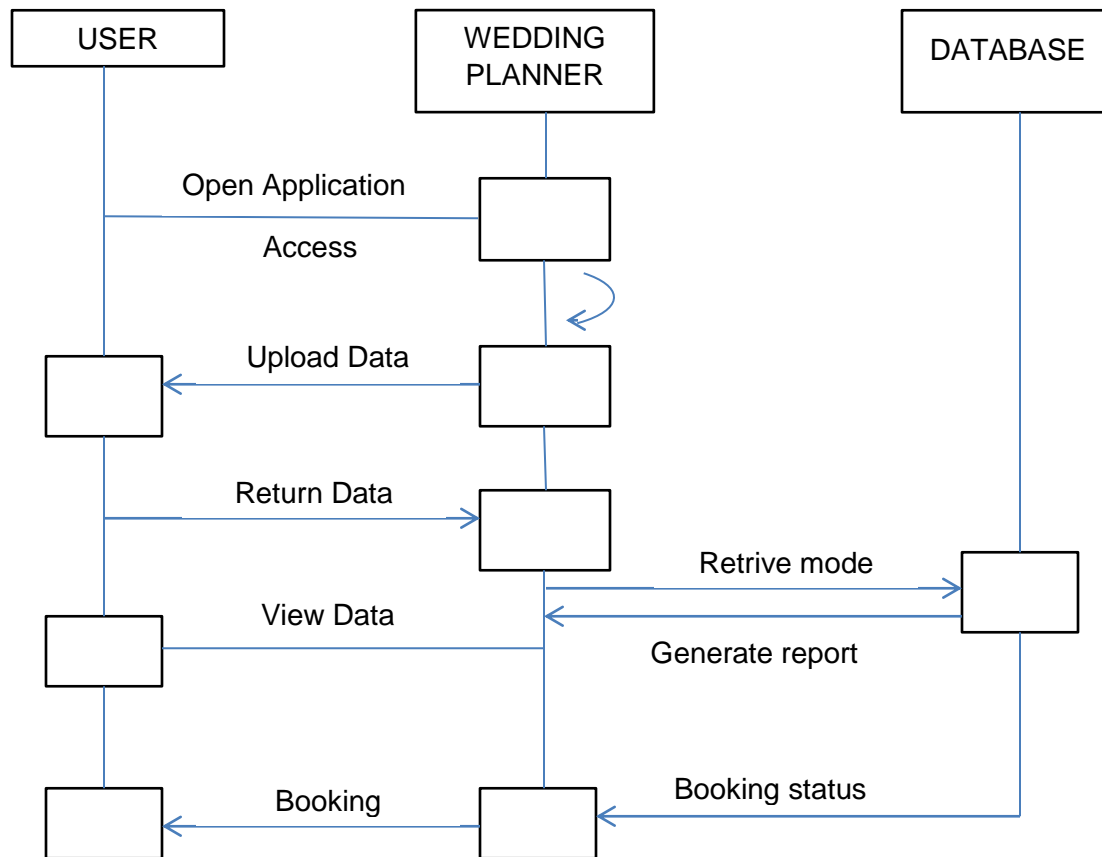 USER
WEDDING
PLANNER
DATABASE
Open Application
Access
Upload Data
Return Data
Retrive mode
View Data
Generate report
Booking status
Booking